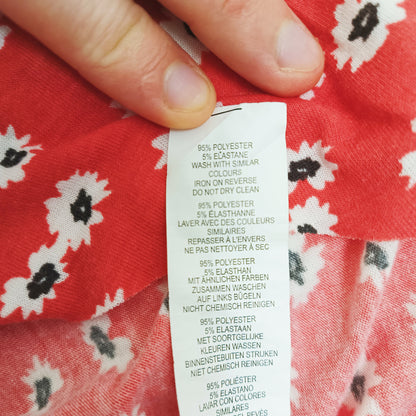 95% POLYESTER
5% ELASTANE
WASH WITH SIMILAR
COLOURS
IRON ON REVERSE
DO NOT DRY CLEAN
95% POLYESTER
5% ÉLASTHANNE
LAVER AVEC DES COULEURS
SIMILAIRES
REPASSER À L'ENVERS
NE PAS NETTOYER À SEC
95% POLYESTER
5% ELASTHAN
MIT ÄHNLICHEN FARBEN
ZUSAMMEN WASCHEN
AUF LINKS BÜGELN
NICHT CHEMISCH REINIGEN
95% POLYESTER
5% ELASTAAN
MET SOORTGELIJKE
KLEUREN WASSEN
BINNENSTEBUITEN STRIJKEN
NIET CHEMISCH REINIGEN
95% POLIÉSTER
5% ELASTANO
LAVAR CON COLORES
SIMILARES